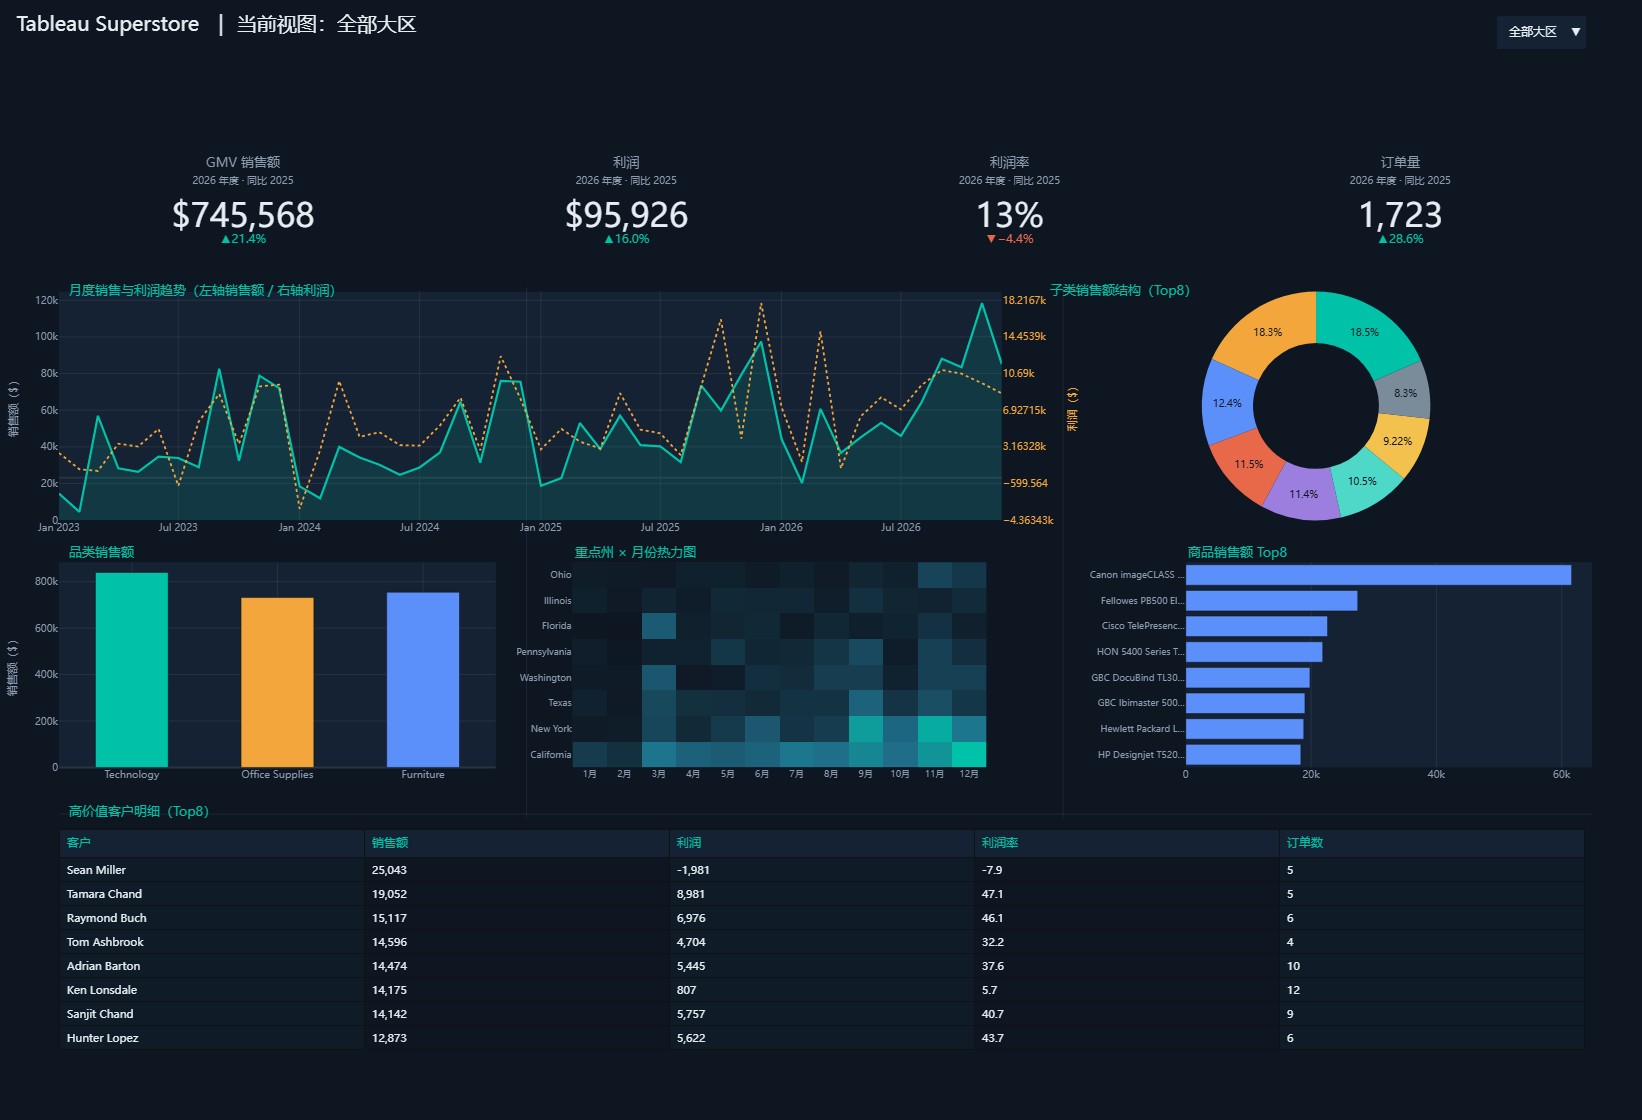 Tableau Superstore | 当前视图：全部大区
全部大区 ▼
GMV 销售额
2026 年度 · 同比 2025
$745,568
▲21.4%
利润
2026 年度 · 同比 2025
$95,926
▲16.0%
利润率
2026 年度 · 同比 2025
13%
▼−4.4%
订单量
2026 年度 · 同比 2025
1,723
▲28.6%
月度销售与利润趋势（左轴销售额 / 右轴利润）
销售额（$）
120k
100k
80k
60k
40k
20k
0
Jan 2023
Jul 2023
Jan 2024
Jul 2024
Jan 2025
Jul 2025
Jan 2026
Jul 2026
18.2167k
14.4539k
10.69k
6.92715k
3.16328k
−599.564
−4.36343k
利润（$）
子类销售额结构（Top8）
18.5%
8.3%
9.22%
10.5%
11.4%
11.5%
12.4%
18.3%
品类销售额
销售额（$）
800k
600k
400k
200k
0
Technology
Office Supplies
Furniture
重点州 × 月份热力图
Ohio
Illinois
Florida
Pennsylvania
Washington
Texas
New York
California
1月 2月 3月 4月 5月 6月 7月 8月 9月 10月 11月 12月
商品销售额 Top8
Canon imageCLASS ...
Fellowes PB500 El...
Cisco TelePresenc...
HON 5400 Series T...
GBC DocuBind TL30...
GBC Ibimaster 500...
Hewlett Packard L...
HP Designjet T520...
0 20k 40k 60k
高价值客户明细（Top8）
客户 销售额 利润 利润率 订单数
Sean Miller 25,043 -1,981 -7.9 5
Tamara Chand 19,052 8,981 47.1 5
Raymond Buch 15,117 6,976 46.1 6
Tom Ashbrook 14,596 4,704 32.2 4
Adrian Barton 14,474 5,445 37.6 10
Ken Lonsdale 14,175 807 5.7 12
Sanjit Chand 14,142 5,757 40.7 9
Hunter Lopez 12,873 5,622 43.7 6